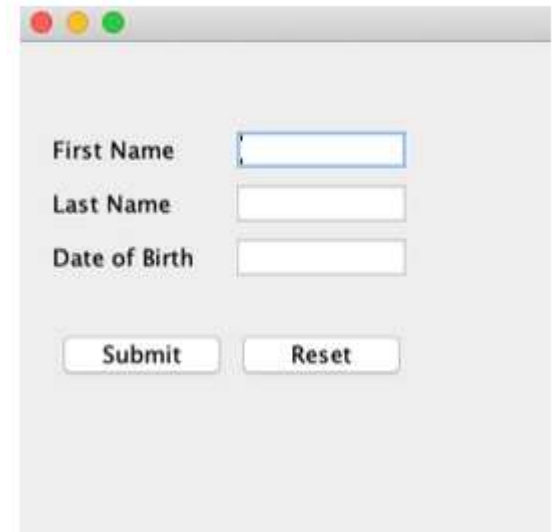 First Name
Last Name
Date of Birth
Submit Reset